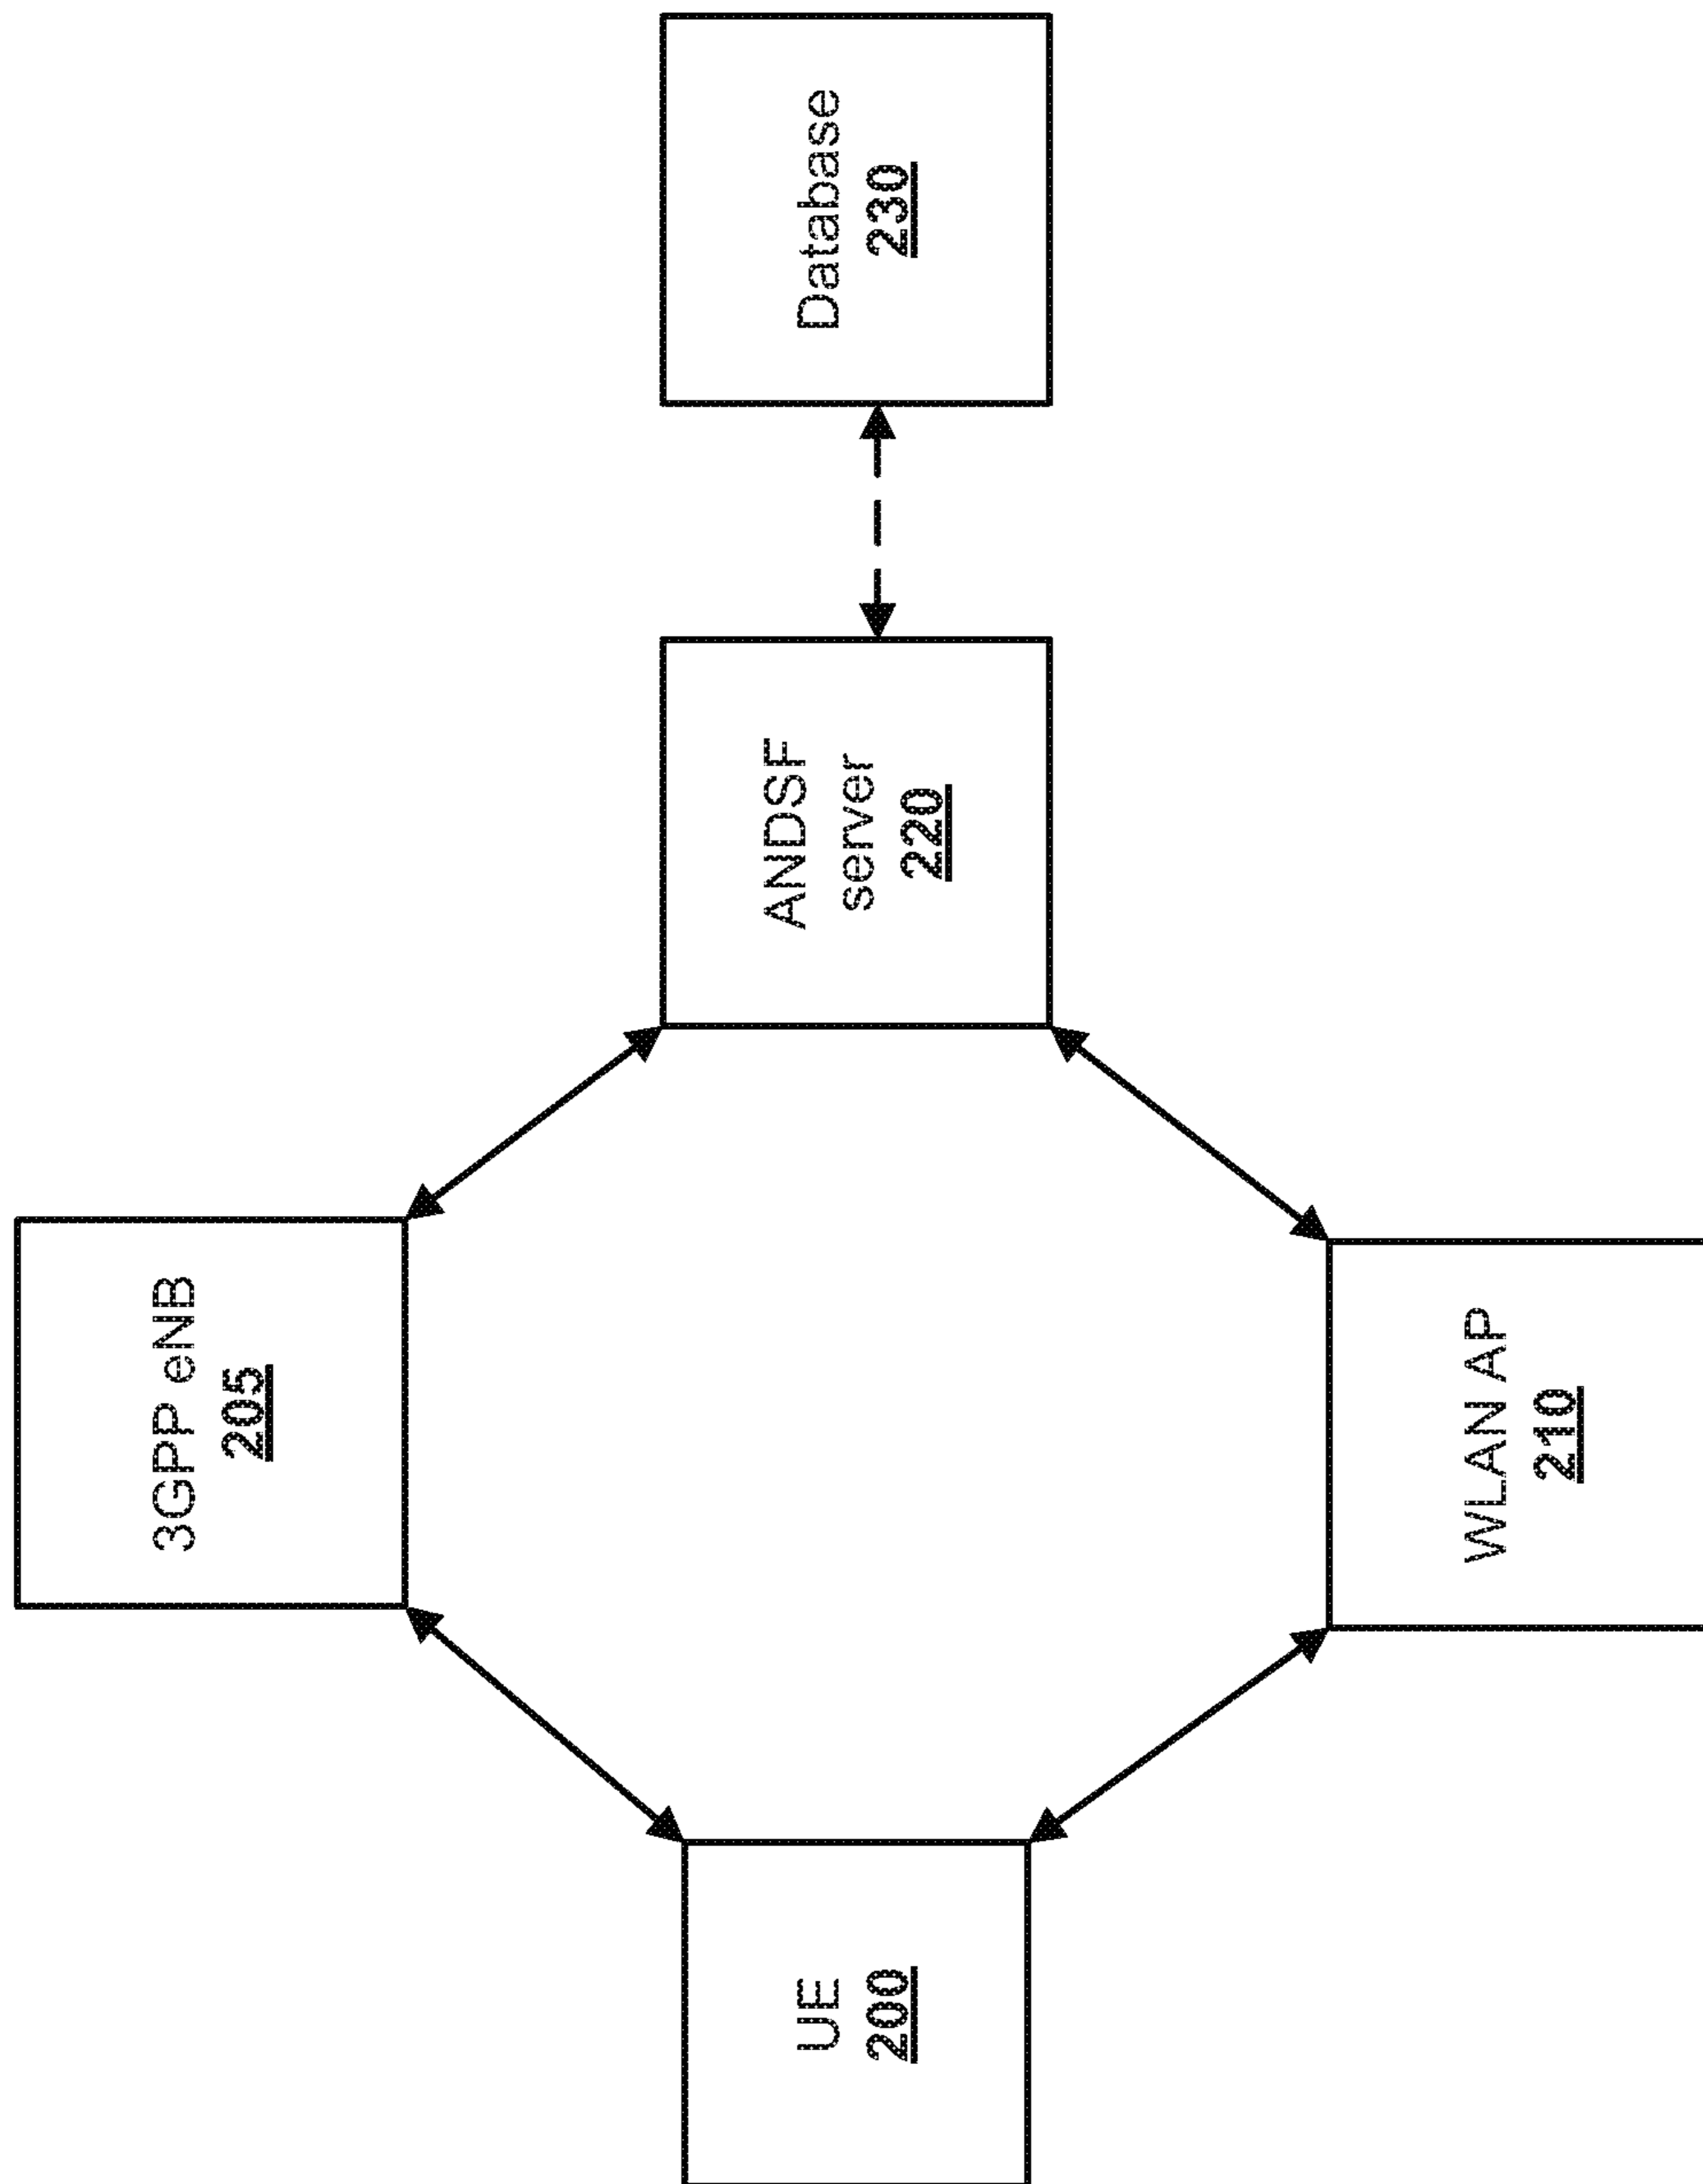 3GPP eNB
205
UE
200
ANDSF
server
220
Database
230
WLAN AP
210